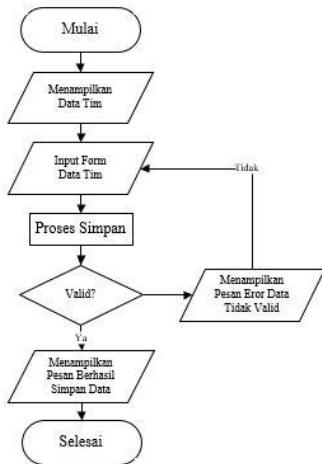 Mulai
Menampilkan
Data Tim
Input Form
Data Tim
Tidak
Proses Simpan
Valid?
Menampilkan
Pesan Eror Data
Tidak Valid
Ya
Menampilkan
Pesan Berhasil
Simpan Data
Selesai